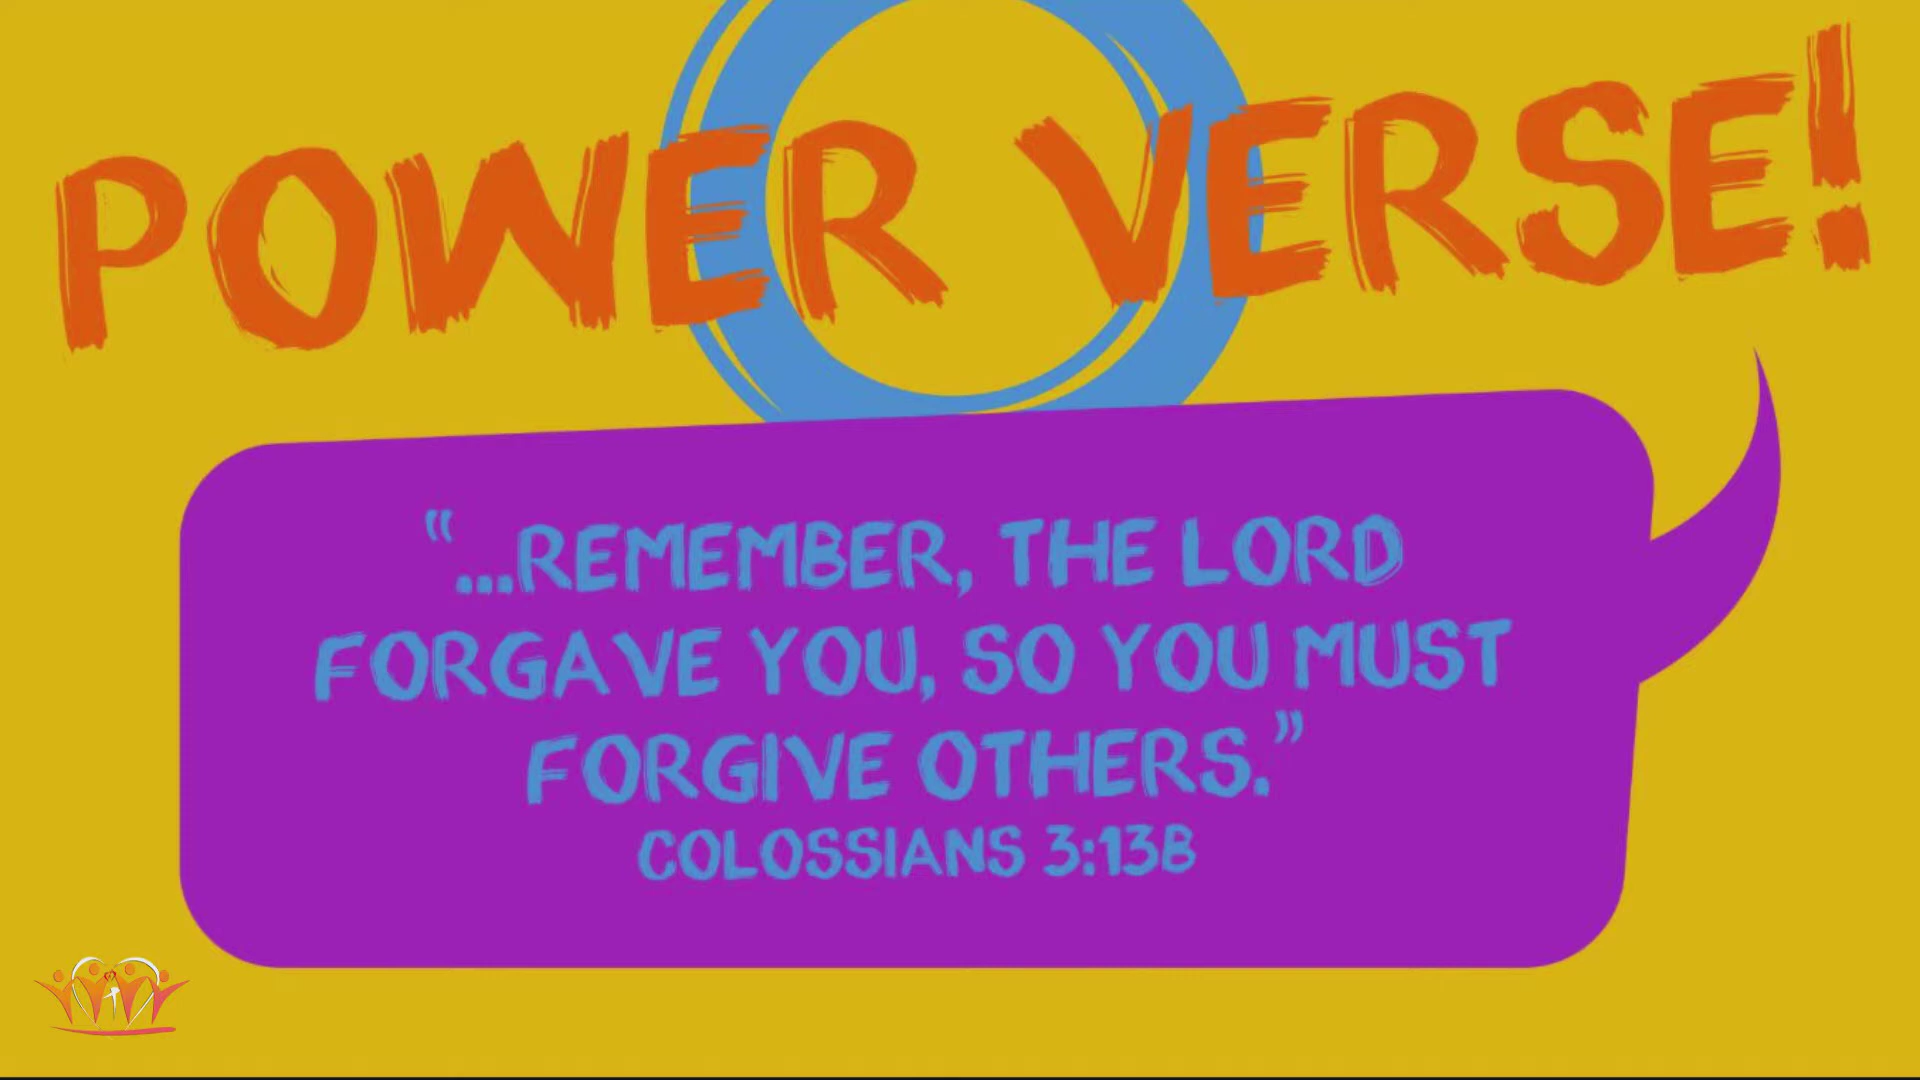 POWER VERSE!
“...REMEMBER, THE LORD
FORGAVE YOU, SO YOU MUST
FORGIVE OTHERS.”
COLOSSIANS 3:13B